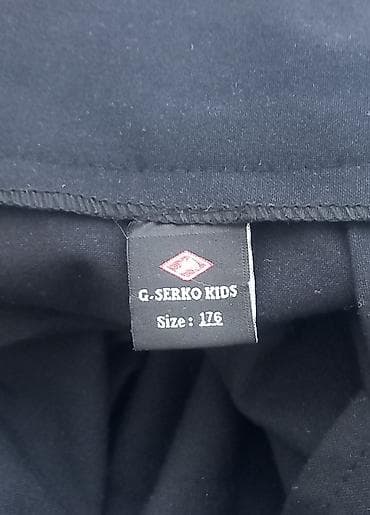 G-SERKO KIDS
Size: 176